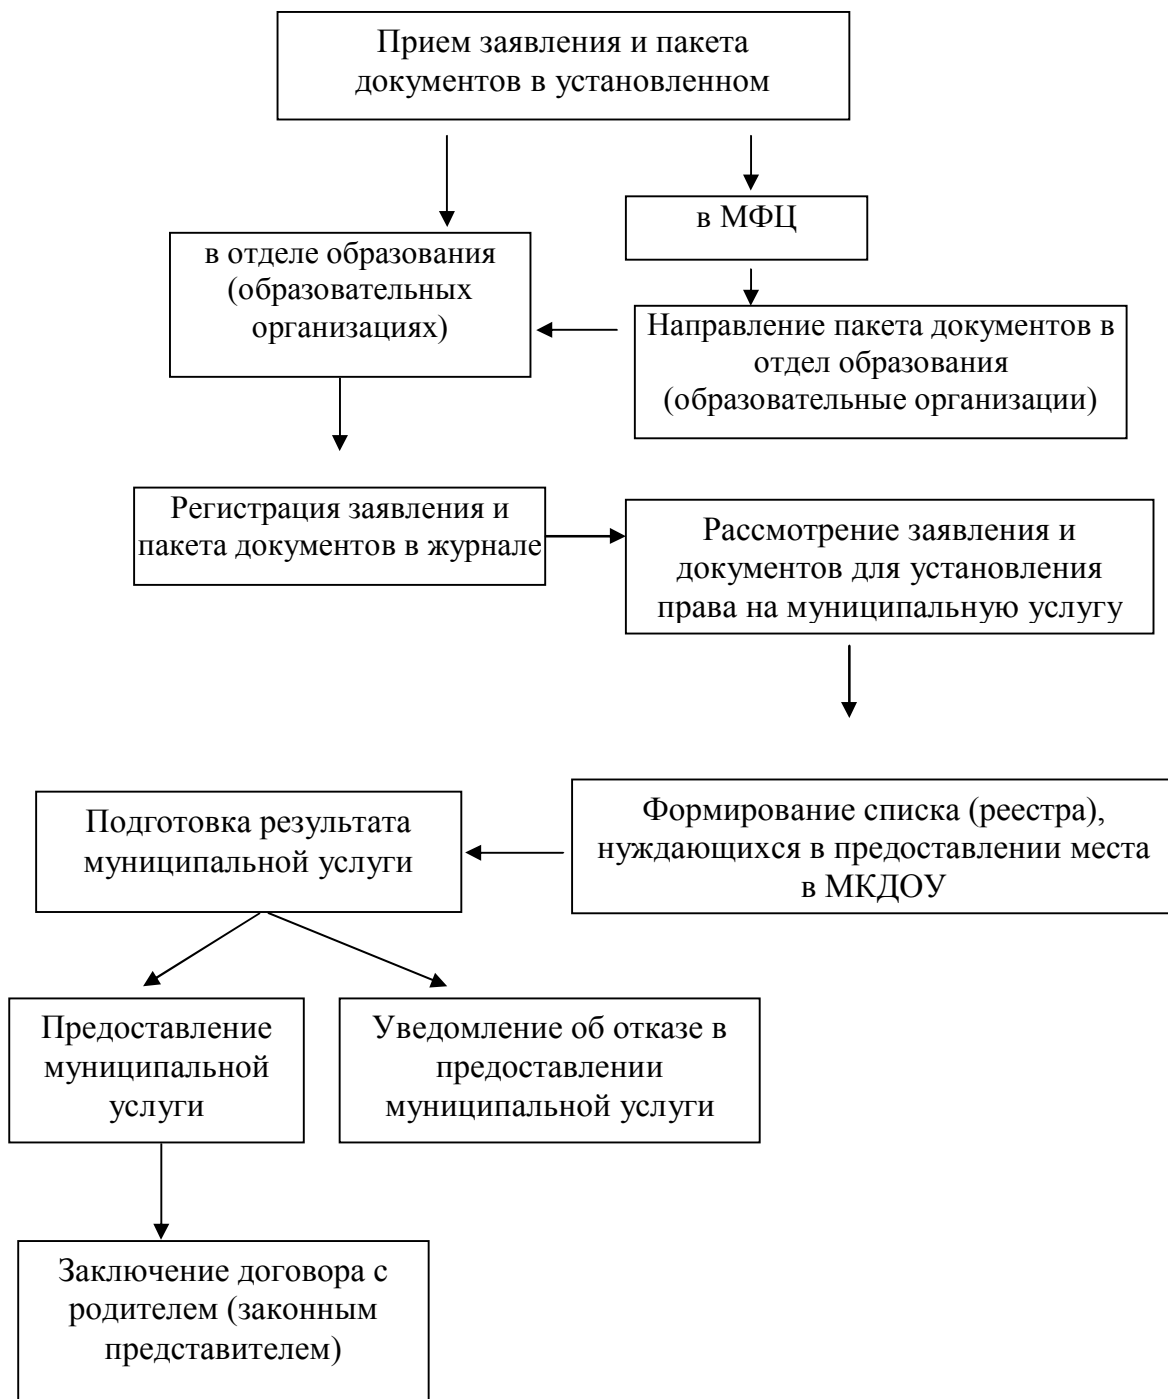 Прием заявления и пакета
документов в установленном
в МФЦ
в отделе образования
(образовательных
организациях)
Направление пакета документов в
отдел образования
(образовательные организации)
Регистрация заявления и
пакета документов в журнале
Рассмотрение заявления и
документов для установления
права на муниципальную услугу
Формирование списка (реестра),
нуждающихся в предоставлении места
в МКДОУ
Подготовка результата
муниципальной услуги
Предоставление
муниципальной
услуги
Уведомление об отказе в
предоставлении
муниципальной услуги
Заключение договора с
родителем (законным
представителем)